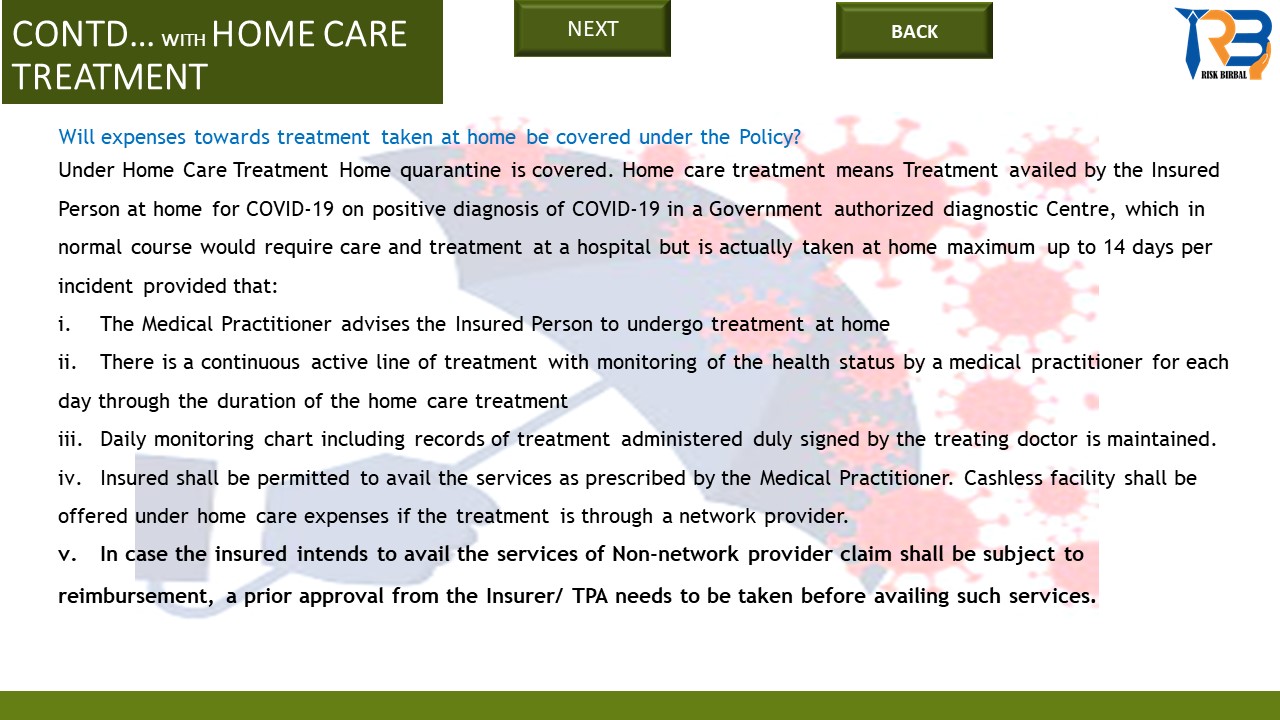 CONTD... WITH HOME CARE
TREATMENT
NEXT
BACK
RB
RISK BIRBAL
Will expenses towards treatment taken at home be covered under the Policy?
Under Home Care Treatment Home quarantine is covered. Home care treatment means Treatment availed by the Insured
Person at home for COVID-19 on positive diagnosis of COVID-19 in a Government authorized diagnostic Centre, which in
normal course would require care and treatment at a hospital but is actually taken at home maximum up to 14 days per
incident provided that:
i. The Medical Practitioner advises the Insured Person to undergo treatment at home
ii. There is a continuous active line of treatment with monitoring of the health status by a medical practitioner for each
day through the duration of the home care treatment
iii. Daily monitoring chart including records of treatment administered duly signed by the treating doctor is maintained.
iv. Insured shall be permitted to avail the services as prescribed by the Medical Practitioner. Cashless facility shall be
offered under home care expenses if the treatment is through a network provider.
v. In case the insured intends to avail the services of Non-network provider claim shall be subject to
reimbursement, a prior approval from the Insurer/ TPA needs to be taken before availing such services.